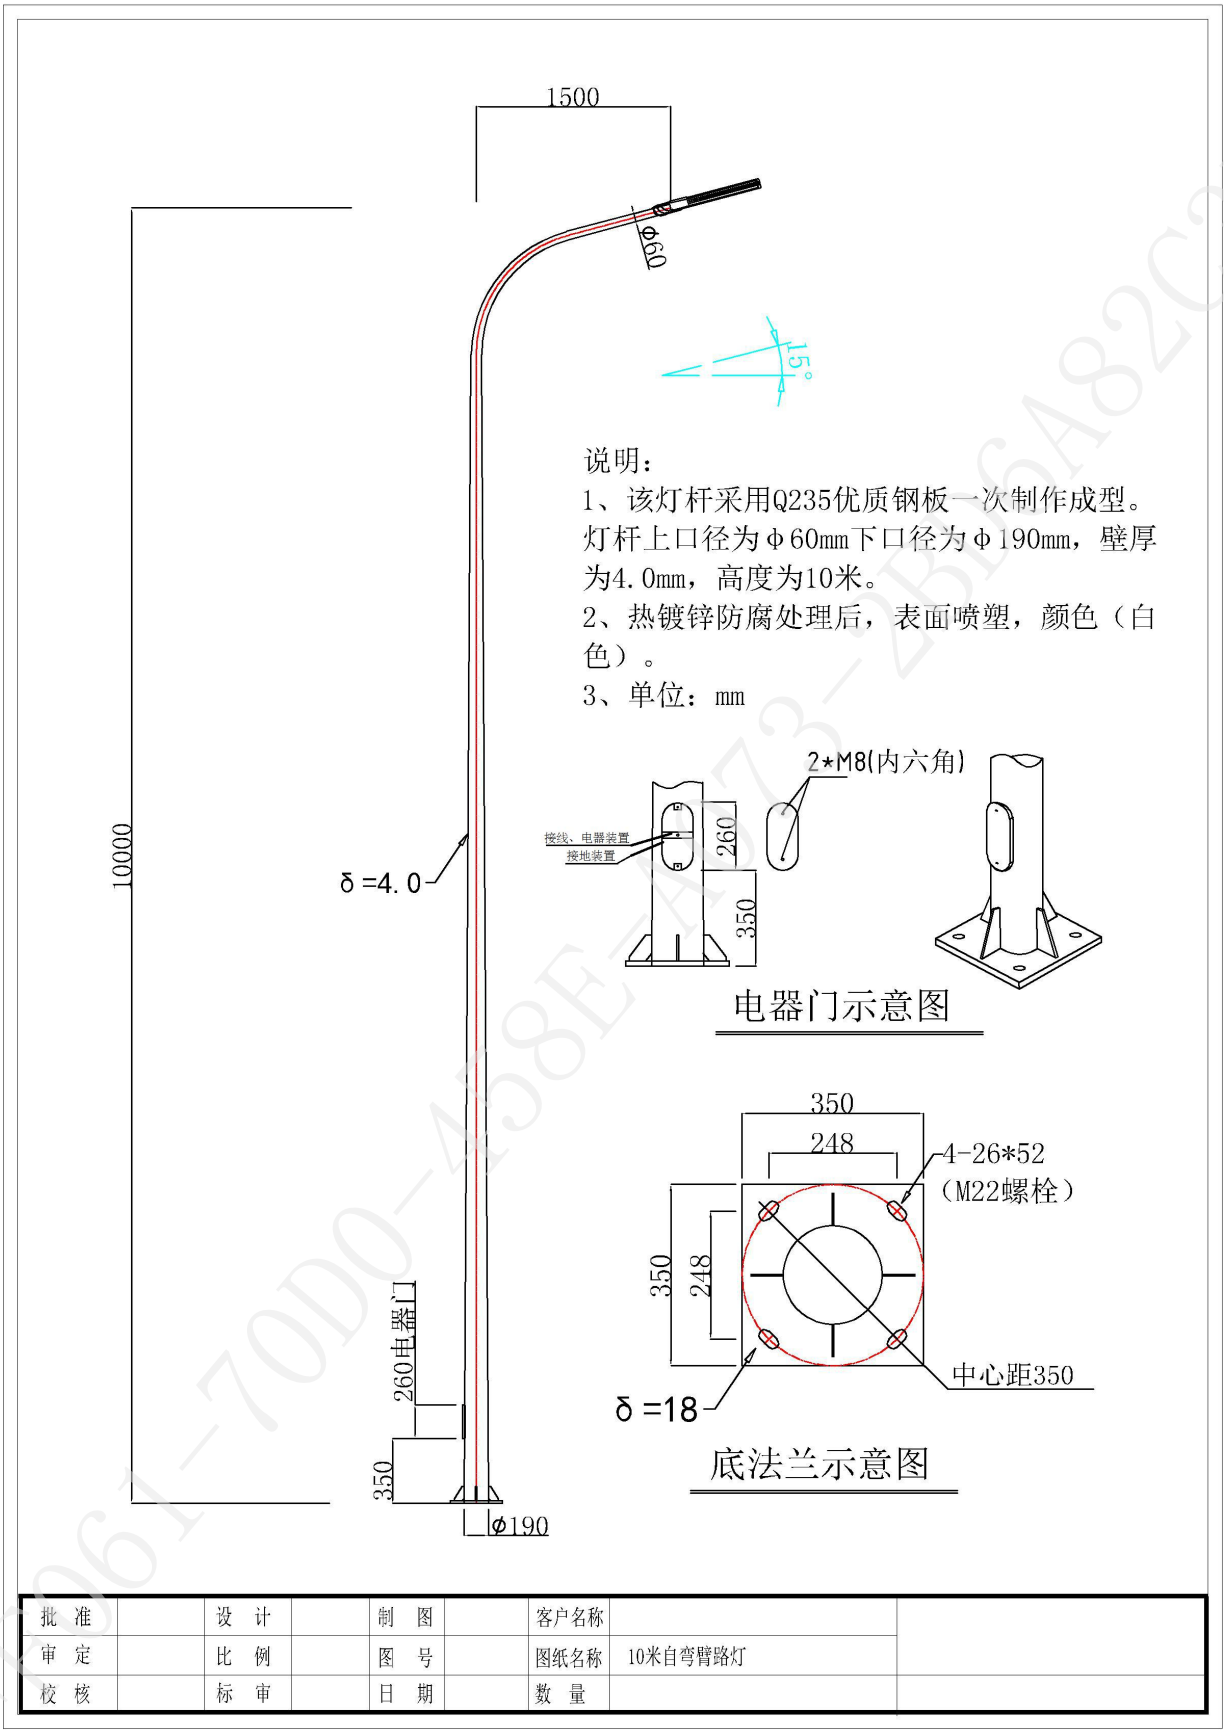 1500
φ60
15°
10000
说明：
1、该灯杆采用Q235优质钢板一次制作成型。
灯杆上口径为φ60mm下口径为φ190mm，壁厚
为4.0mm，高度为10米。
2、热镀锌防腐处理后，表面喷塑，颜色（白
色）。
3、单位：mm
2*M8(内六角)
接线、电器装置
接地装置
260
350
δ=4.0
电器门示意图
350
248
4-26*52
（M22螺栓）
350
248
中心距350
δ=18
底法兰示意图
260电器门
350
φ190
批 准 设 计 制 图 客户名称
审 定 比 例 图 号 图纸名称 10米自弯臂路灯
校 核 标 审 日 期 数 量
F061-70D0-458E-A073-2BD6A82C